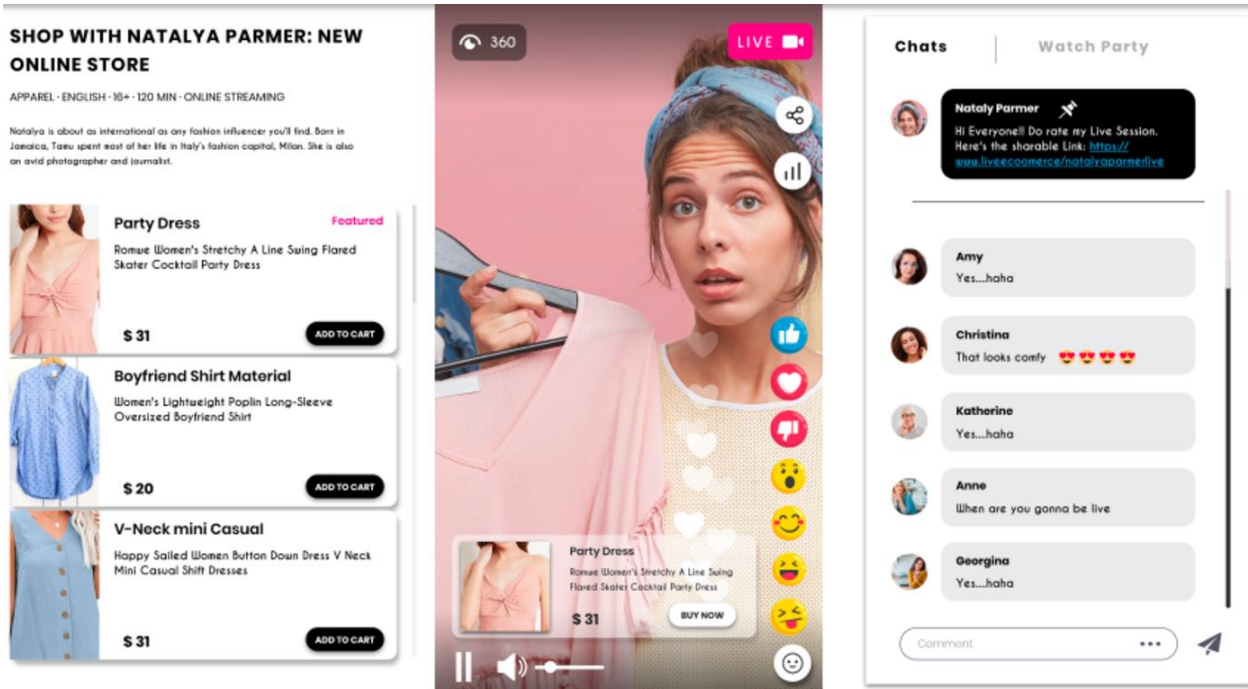 SHOP WITH NATALYA PARMER: NEW
ONLINE STORE
APPAREL · ENGLISH · 16+ · 120 MIN · ONLINE STREAMING
Natalya is about as international as any fashion influencer you'll find. Born in
Jamaica, Tamu spent most of her life in Italy's fashion capital, Milan. She is also
an avid photographer and journalist.
Party Dress
Featured
Romwe Women's Stretchy A Line Swing Flared
Skater Cocktail Party Dress
$ 31
ADD TO CART
Boyfriend Shirt Material
Women's Lightweight Poplin Long-Sleeve
Oversized Boyfriend Shirt
$ 20
ADD TO CART
V-Neck mini Casual
Happy Sailed Women Button Down Dress V Neck
Mini Casual Shift Dresses
$ 31
ADD TO CART
360
LIVE
Party Dress
Romwe Women's Stretchy A Line Swing
Flared Skater Cocktail Party Dress
$ 31
BUY NOW
Chats
Watch Party
Nataly Parmer
Hi Everyone!! Do rate my Live Session.
Here's the sharable Link: https://
www.liveecoomerce/natalyaparmerlive
Amy
Yes...haha
Christina
That looks comfy 😍 😍 😍 😍
Katherine
Yes...haha
Anne
When are you gonna be live
Georgina
Yes...haha
Comment